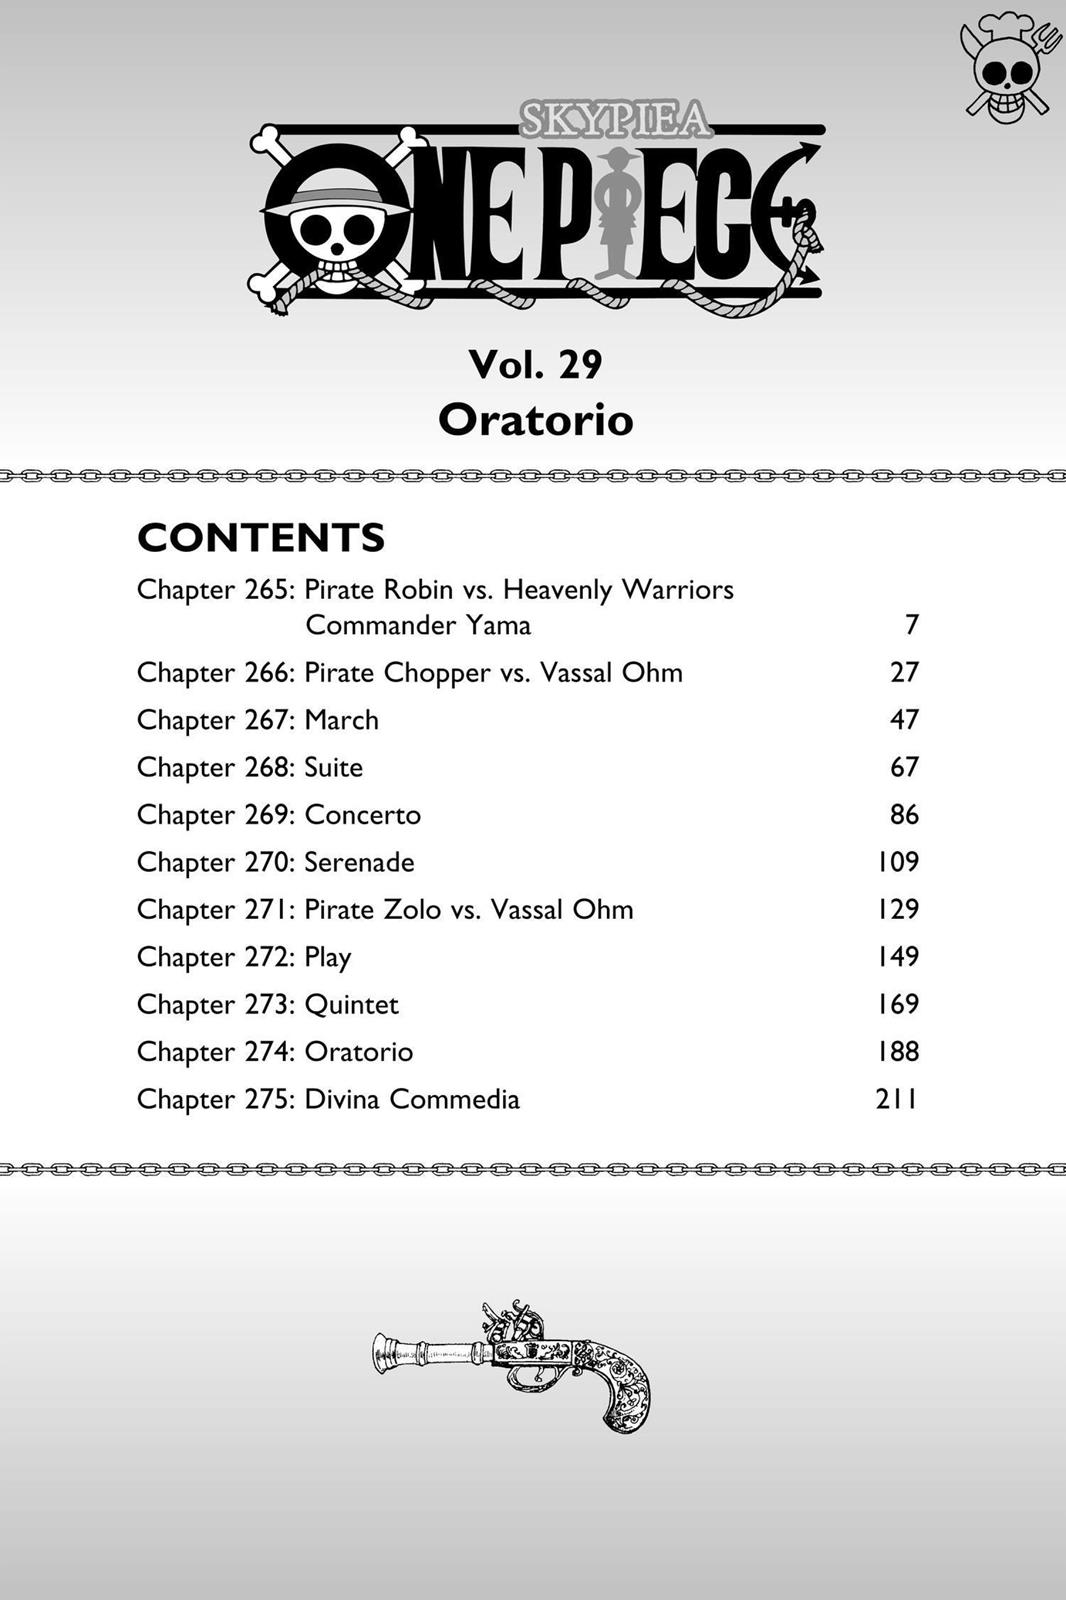 SKYPIEA
ONE PIECE
Vol. 29
Oratorio
CONTENTS
Chapter 265: Pirate Robin vs. Heavenly Warriors
Commander Yama 7
Chapter 266: Pirate Chopper vs. Vassal Ohm 27
Chapter 267: March 47
Chapter 268: Suite 67
Chapter 269: Concerto 86
Chapter 270: Serenade 109
Chapter 271: Pirate Zolo vs. Vassal Ohm 129
Chapter 272: Play 149
Chapter 273: Quintet 169
Chapter 274: Oratorio 188
Chapter 275: Divina Commedia 211